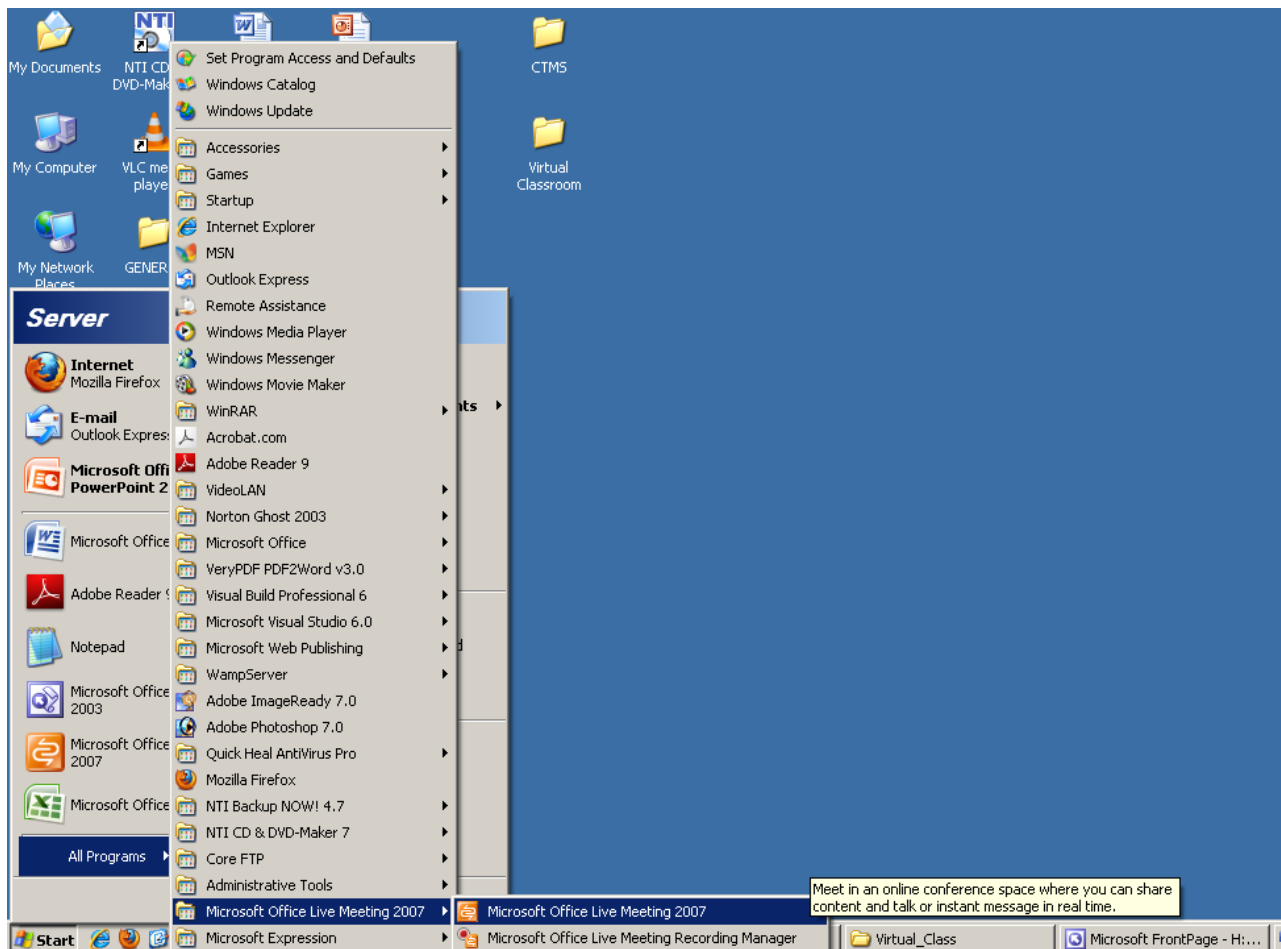 My Documents
NTI CD
DVD-Mak
CTMS
My Computer
VLC me
playe
Virtual
Classroom
My Network
Places
GENER
Server
Internet
Mozilla Firefox
E-mail
Outlook Expres
Microsoft Offi
PowerPoint 2
Microsoft Office
Adobe Reader 9
Notepad
Microsoft Office
2003
Microsoft Office
2007
Microsoft Office
All Programs
Set Program Access and Defaults
Windows Catalog
Windows Update
Accessories
Games
Startup
Internet Explorer
MSN
Outlook Express
Remote Assistance
Windows Media Player
Windows Messenger
Windows Movie Maker
WinRAR
Acrobat.com
Adobe Reader 9
VideoLAN
Norton Ghost 2003
Microsoft Office
VeryPDF PDF2Word v3.0
Visual Build Professional 6
Microsoft Visual Studio 6.0
Microsoft Web Publishing
WampServer
Adobe ImageReady 7.0
Adobe Photoshop 7.0
Quick Heal AntiVirus Pro
Mozilla Firefox
NTI Backup NOW! 4.7
NTI CD & DVD-Maker 7
Core FTP
Administrative Tools
Microsoft Office Live Meeting 2007
Microsoft Expression
nts
d
Microsoft Office Live Meeting 2007
Microsoft Office Live Meeting Recording Manager
Meet in an online conference space where you can share
content and talk or instant message in real time.
Start
Virtual_Class
Microsoft FrontPage - H:...